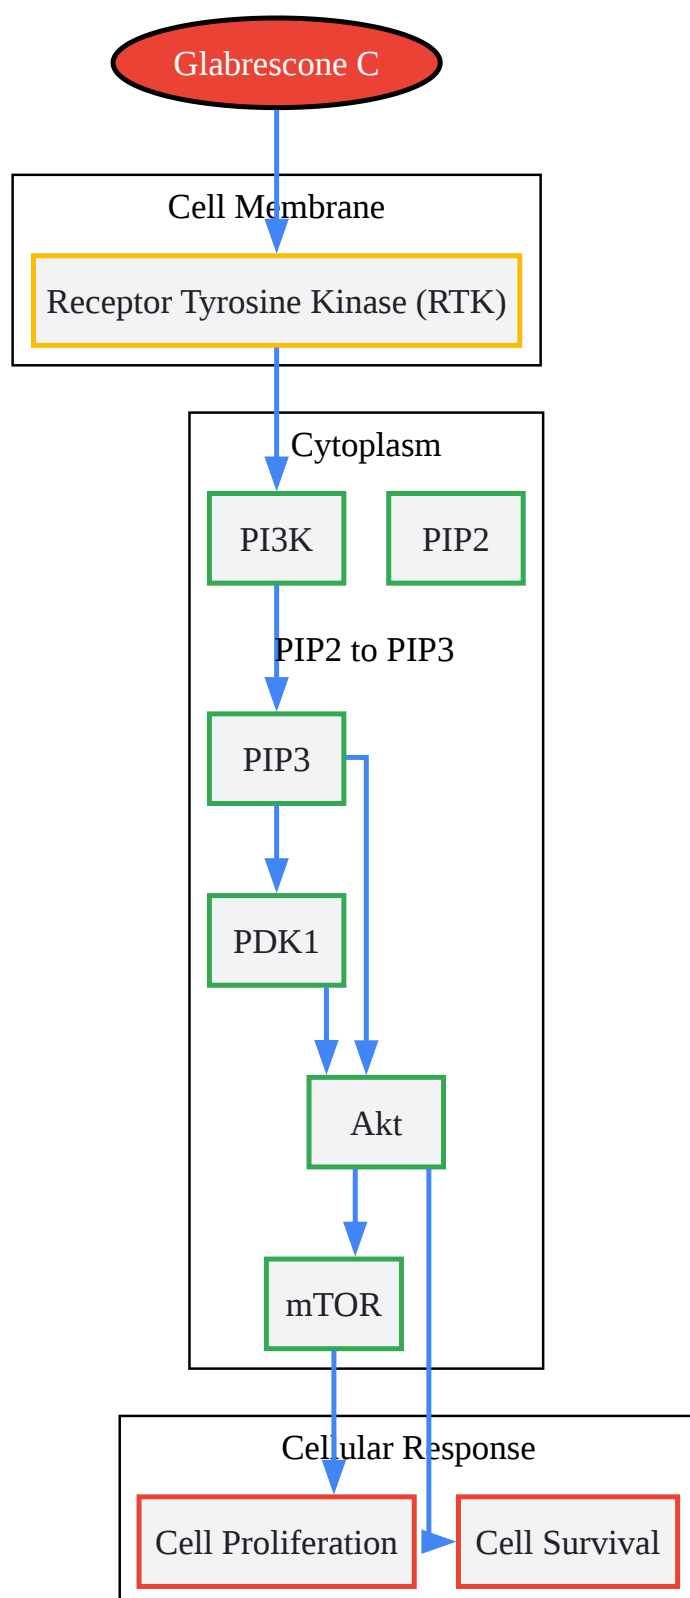 Glabrescone C
Cell Membrane
Receptor Tyrosine Kinase (RTK)
Cytoplasm
PI3K
PIP2
PIP2 to PIP3
PIP3
PDK1
Akt
mTOR
Cellular Response
Cell Proliferation
Cell Survival